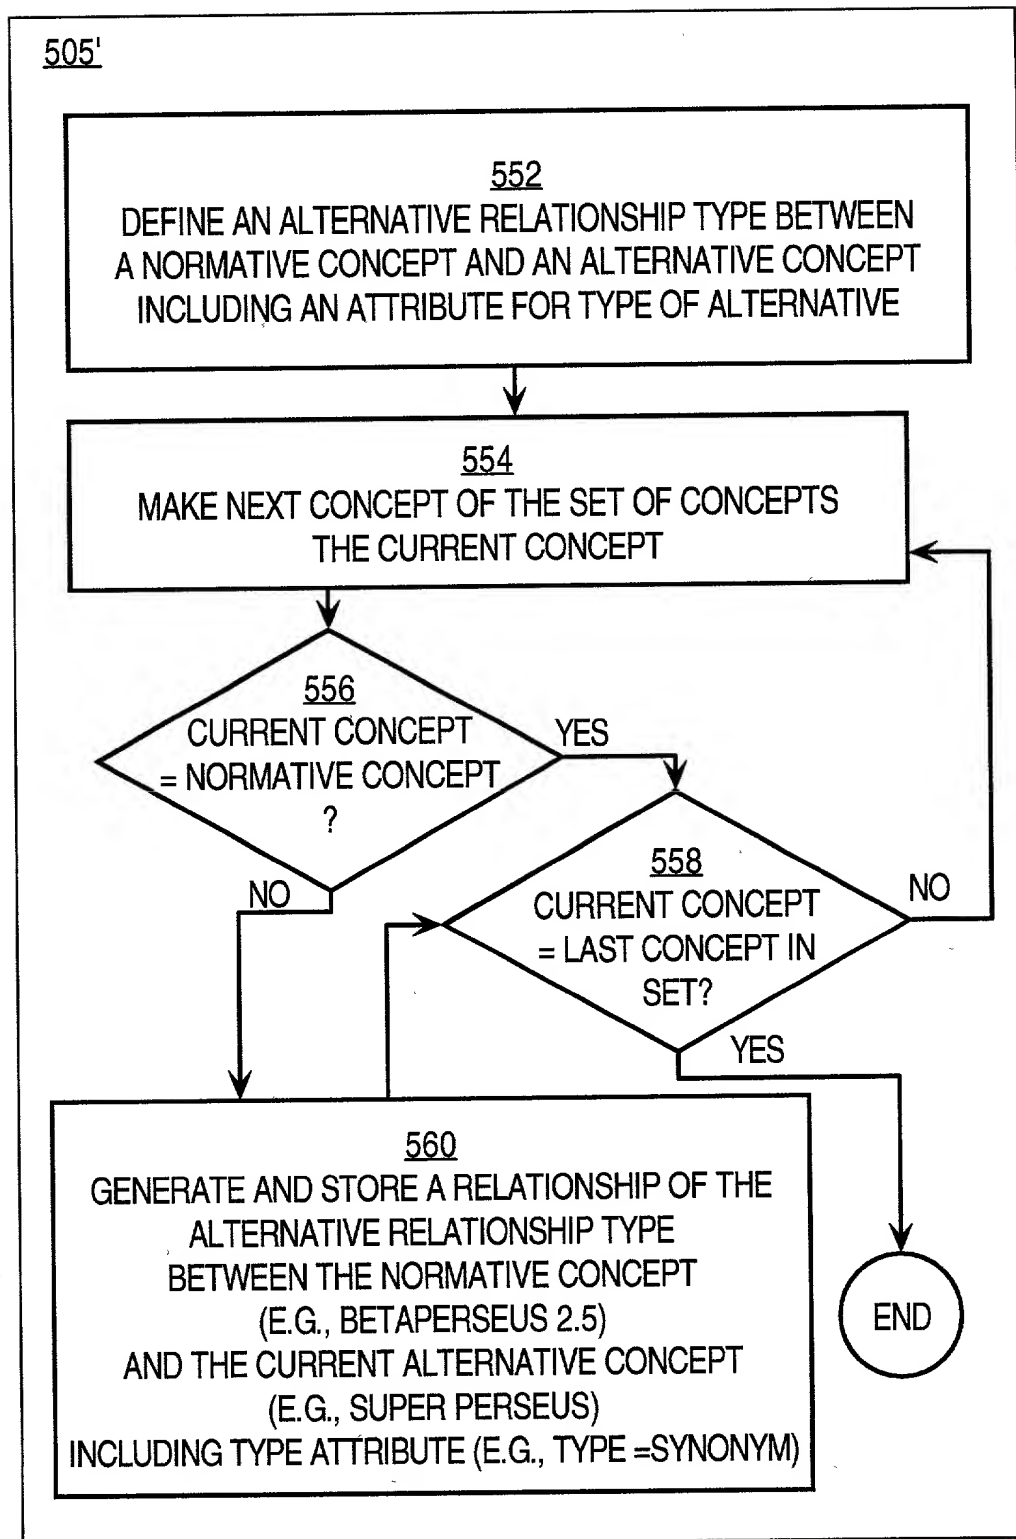 505'
552
DEFINE AN ALTERNATIVE RELATIONSHIP TYPE BETWEEN
A NORMATIVE CONCEPT AND AN ALTERNATIVE CONCEPT
INCLUDING AN ATTRIBUTE FOR TYPE OF ALTERNATIVE
554
MAKE NEXT CONCEPT OF THE SET OF CONCEPTS
THE CURRENT CONCEPT
556
CURRENT CONCEPT
= NORMATIVE CONCEPT
?
YES
NO
558
CURRENT CONCEPT
= LAST CONCEPT IN
SET?
NO
YES
560
GENERATE AND STORE A RELATIONSHIP OF THE
ALTERNATIVE RELATIONSHIP TYPE
BETWEEN THE NORMATIVE CONCEPT
(E.G., BETAPERSEUS 2.5)
AND THE CURRENT ALTERNATIVE CONCEPT
(E.G., SUPER PERSEUS)
INCLUDING TYPE ATTRIBUTE (E.G., TYPE =SYNONYM)
END